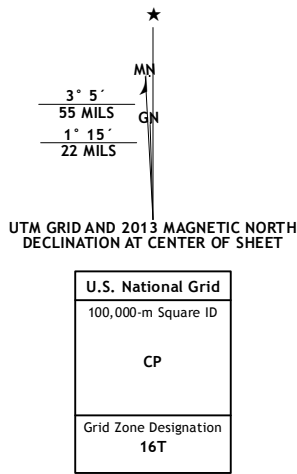 ★
MN
3° 5´
55 MILS
GN
1° 15´
22 MILS
UTM GRID AND 2013 MAGNETIC NORTH
DECLINATION AT CENTER OF SHEET
U.S. National Grid
100,000-m Square ID
CP
Grid Zone Designation
16T